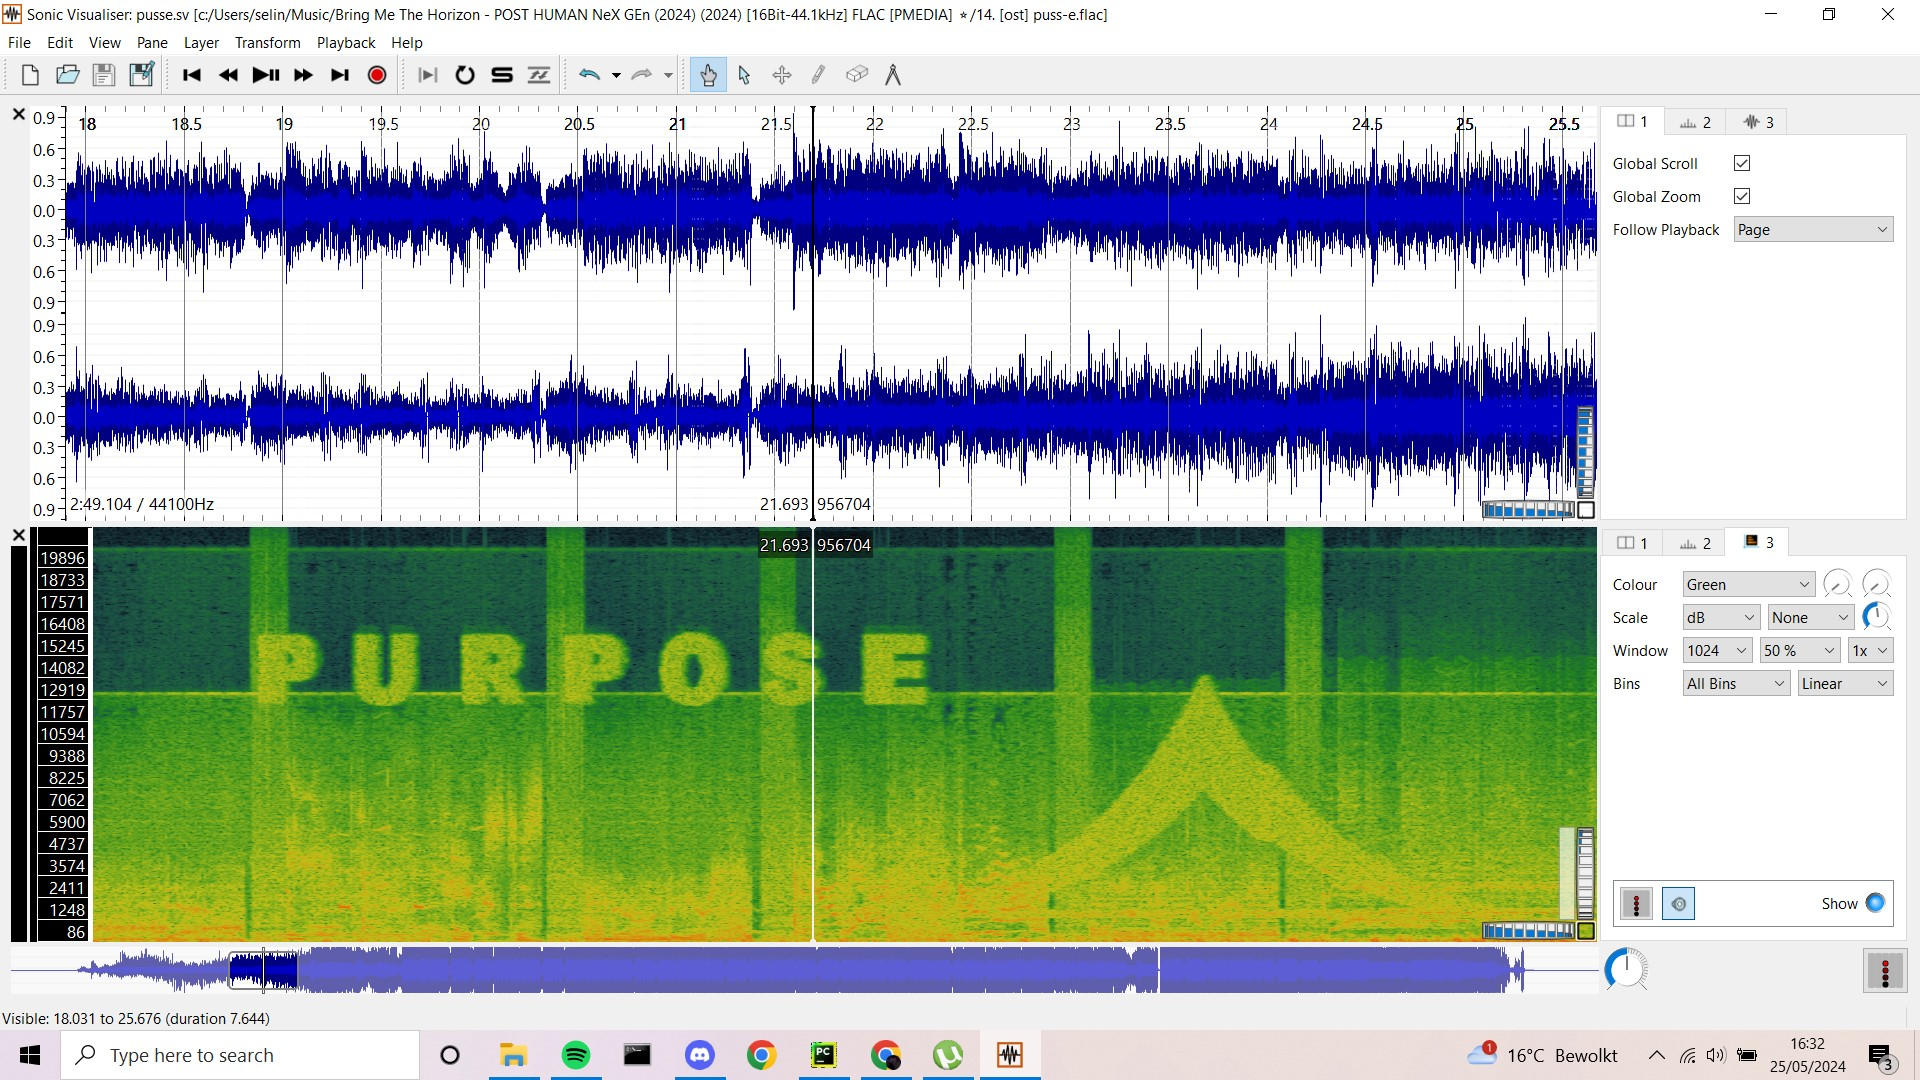 Sonic Visualiser: pusse.sv [c:/Users/selin/Music/Bring Me The Horizon - POST HUMAN NeX GEn (2024) (2024) [16Bit-44.1kHz] FLAC [PMEDIA] ⭐/14. [ost] puss-e.flac]
File Edit View Pane Layer Transform Playback Help
18 18.5 19 19.5 20 20.5 21 21.5 22 22.5 23 23.5 24 24.5 25 25.5
0.9
0.6
0.3
0.0
0.3
0.6
0.9
0.9
0.6
0.3
0.0
0.3
0.6
0.9
2:49.104 / 44100Hz
21.693 956704
1 2 3
Global Scroll
Global Zoom
Follow Playback Page
21.693 956704
19896
18733
17571
16408
15245
14082
12919
11757
10594
9388
8225
7062
5900
4737
3574
2411
1248
86
PURPOSE
1 2 3
Colour Green
Scale dB None
Window 1024 50 % 1x
Bins All Bins Linear
Show
Visible: 18.031 to 25.676 (duration 7.644)
Type here to search
PC
1
16°C Bewolkt
16:32
25/05/2024
3